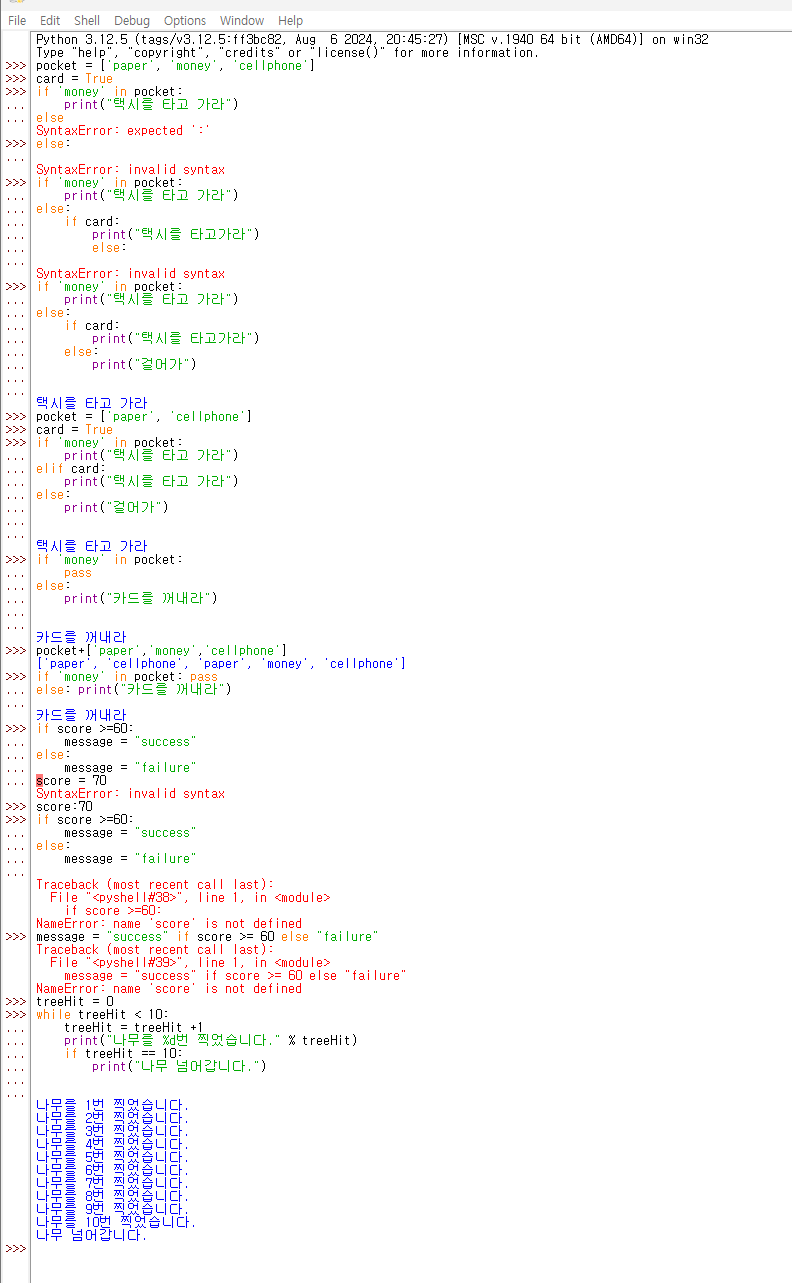 File Edit Shell Debug Options Window Help
Python 3.12.5 (tags/v3.12.5:ff3bc82, Aug  6 2024, 20:45:27) [MSC v.1940 64 bit (AMD64)] on win32
Type "help", "copyright", "credits" or "license()" for more information.
>>> pocket = ['paper', 'money', 'cellphone']
>>> card = True
>>> if 'money' in pocket:
...     print("택시를 타고 가라")
... else
SyntaxError: expected ':'
>>> else:
...
SyntaxError: invalid syntax
>>> if 'money' in pocket:
...     print("택시를 타고 가라")
... else:
...     if card:
...         print("택시를 타고가라")
...         else:
...
SyntaxError: invalid syntax
>>> if 'money' in pocket:
...     print("택시를 타고 가라")
... else:
...     if card:
...         print("택시를 타고가라")
...     else:
...         print("걸어가")
...
...
택시를 타고 가라
>>> pocket = ['paper', 'cellphone']
>>> card = True
>>> if 'money' in pocket:
...     print("택시를 타고 가라")
... elif card:
...     print("택시를 타고 가라")
... else:
...     print("걸어가")
...
...
택시를 타고 가라
>>> if 'money' in pocket:
...     pass
... else:
...     print("카드를 꺼내라")
...
...
카드를 꺼내라
>>> pocket+['paper','money','cellphone']
['paper', 'cellphone', 'paper', 'money', 'cellphone']
>>> if 'money' in pocket: pass
... else: print("카드를 꺼내라")
...
카드를 꺼내라
>>> if score >=60:
...     message = "success"
... else:
...     message = "failure"
... score = 70
SyntaxError: invalid syntax
>>> score:70
>>> if score >=60:
...     message = "success"
... else:
...     message = "failure"
...
Traceback (most recent call last):
  File "<pyshell#38>", line 1, in <module>
    if score >=60:
NameError: name 'score' is not defined
>>> message = "success" if score >= 60 else "failure"
Traceback (most recent call last):
  File "<pyshell#39>", line 1, in <module>
    message = "success" if score >= 60 else "failure"
NameError: name 'score' is not defined
>>> treeHit = 0
>>> while treeHit < 10:
...     treeHit = treeHit +1
...     print("나무를 %d번 찍었습니다." % treeHit)
...     if treeHit == 10:
...         print("나무 넘어갑니다.")
...
...
나무를 1번 찍었습니다.
나무를 2번 찍었습니다.
나무를 3번 찍었습니다.
나무를 4번 찍었습니다.
나무를 5번 찍었습니다.
나무를 6번 찍었습니다.
나무를 7번 찍었습니다.
나무를 8번 찍었습니다.
나무를 9번 찍었습니다.
나무를 10번 찍었습니다.
나무 넘어갑니다.
>>>